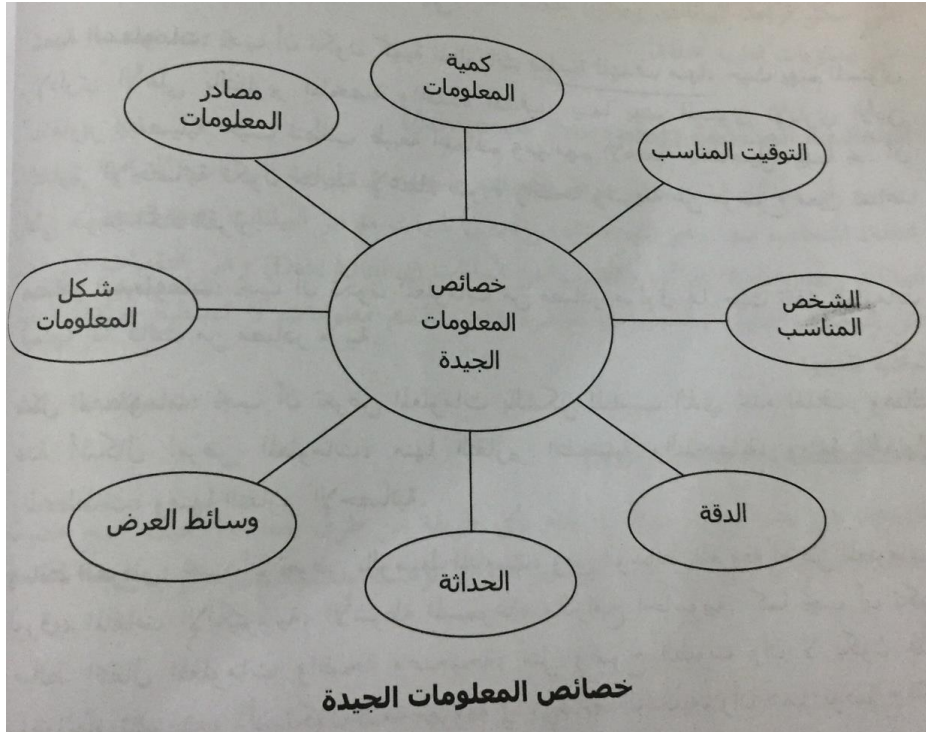 كمية
المعلومات
مصادر
المعلومات
التوقيت المناسب
شكل
المعلومات
خصائص
المعلومات
الجيدة
الشخص
المناسب
وسائط العرض
الحداثة
الدقة
خصائص المعلومات الجيدة